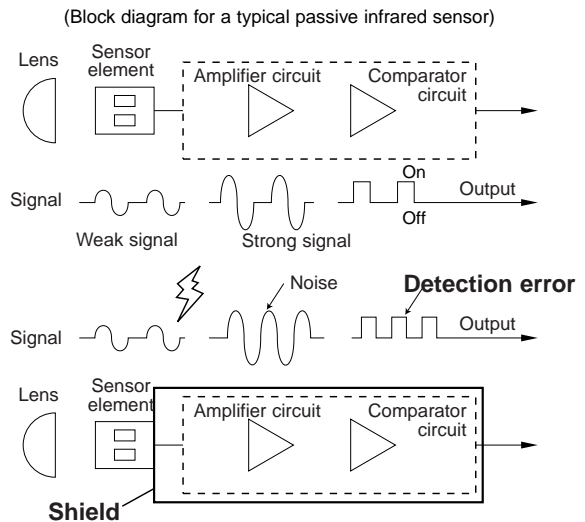 (Block diagram for a typical passive infrared sensor)
Lens
Sensor
element
Amplifier circuit
Comparator
circuit
Signal
On
Off
Output
Weak signal
Strong signal
Noise
Detection error
Signal
Output
Lens
Sensor
element
Amplifier circuit
Comparator
circuit
Shield